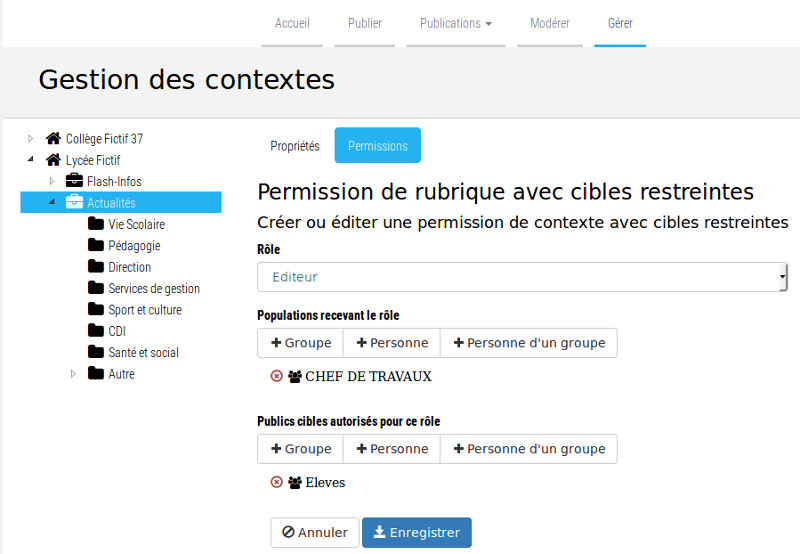 Accueil Publier Publications Modérer Gérer
Gestion des contextes
Collège Fictif 37
Lycée Fictif
Flash-Infos
Actualités
Vie Scolaire
Pédagogie
Direction
Services de gestion
Sport et culture
CDI
Santé et social
Autre
Propriétés Permissions
Permission de rubrique avec cibles restreintes
Créer ou éditer une permission de contexte avec cibles restreintes
Rôle
Editeur
Populations recevant le rôle
+ Groupe + Personne + Personne d'un groupe
CHEF DE TRAVAUX
Publics cibles autorisés pour ce rôle
+ Groupe + Personne + Personne d'un groupe
Eleves
Annuler Enregistrer